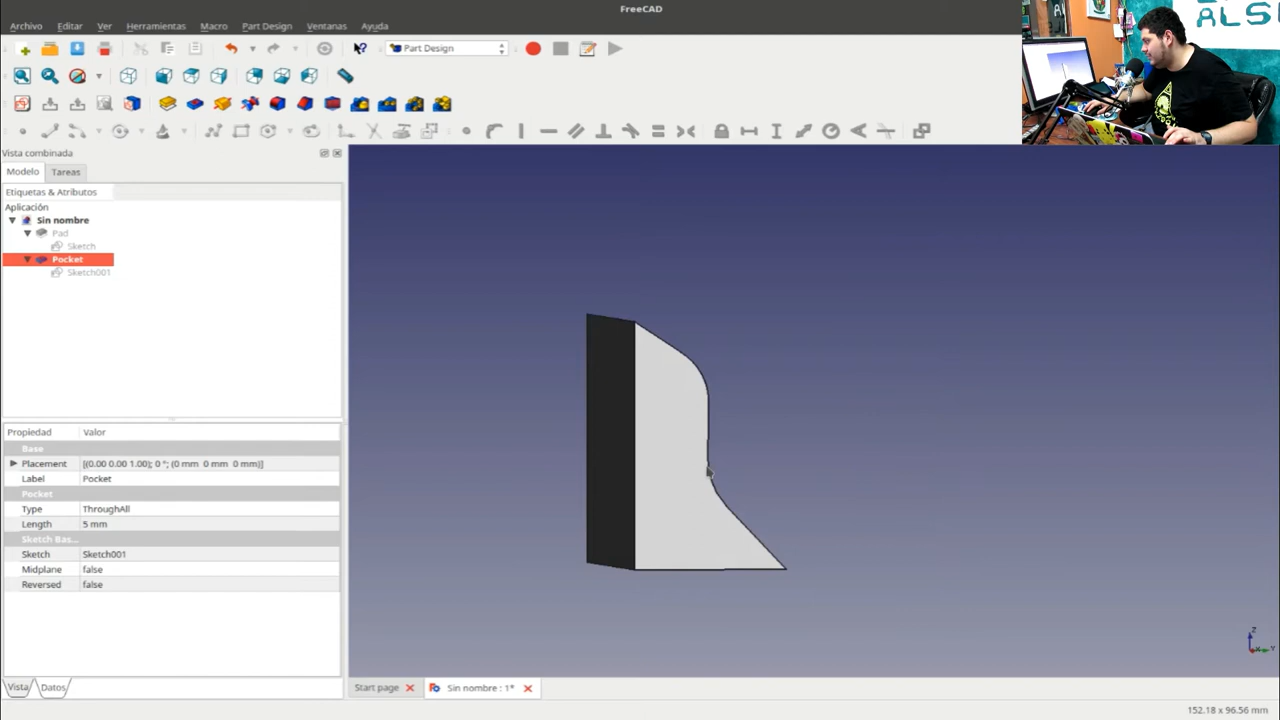 FreeCAD
Archivo Editar Ver Herramientas Macro Part Design Ventanas Ayuda
Part Design
Vista combinada
Modelo Tareas
Etiquetas & Atributos
Aplicación
Sin nombre
Pad
Sketch
Pocket
Sketch001
Propiedad Valor
Base
Placement [(0.00 0.00 1.00); 0 °; (0 mm 0 mm 0 mm)]
Label Pocket
Pocket
Type ThroughAll
Length 5 mm
Sketch Bas...
Sketch Sketch001
Midplane false
Reversed false
Vista Datos
Start page Sin nombre : 1*
152.18 x 96.56 mm
Z
Y
ALS